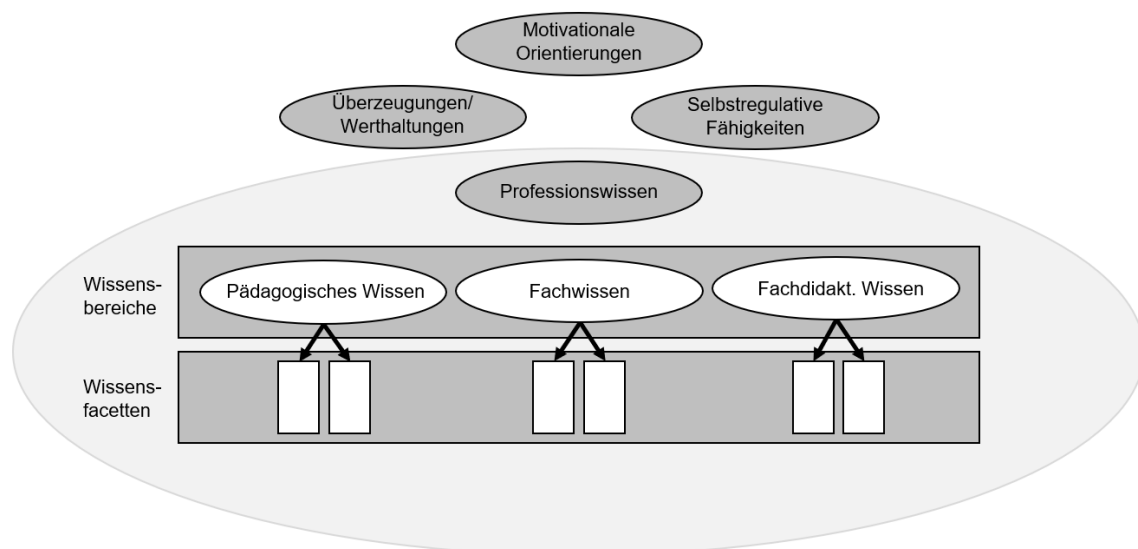 Motivationale
Orientierungen
Überzeugungen/
Werthaltungen
Selbstregulative
Fähigkeiten
Professionswissen
Wissens-
bereiche
Pädagogisches Wissen
Fachwissen
Fachdidakt. Wissen
Wissens-
facetten